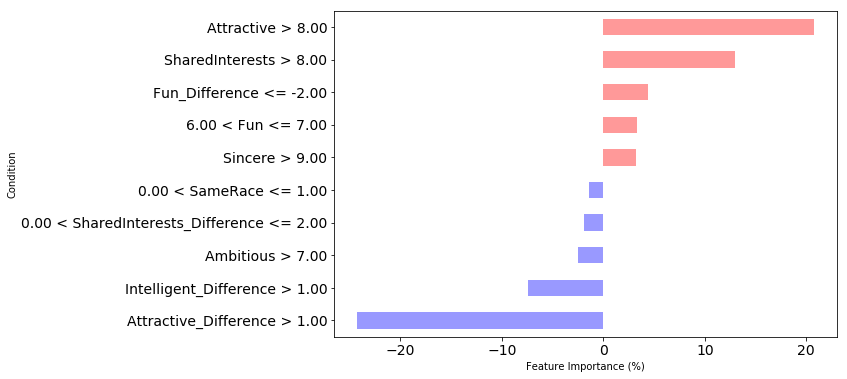 Attractive > 8.00
SharedInterests > 8.00
Fun_Difference <= -2.00
6.00 < Fun <= 7.00
Sincere > 9.00
0.00 < SameRace <= 1.00
0.00 < SharedInterests_Difference <= 2.00
Ambitious > 7.00
Intelligent_Difference > 1.00
Attractive_Difference > 1.00
Condition
−20 −10 0 10 20
Feature Importance (%)